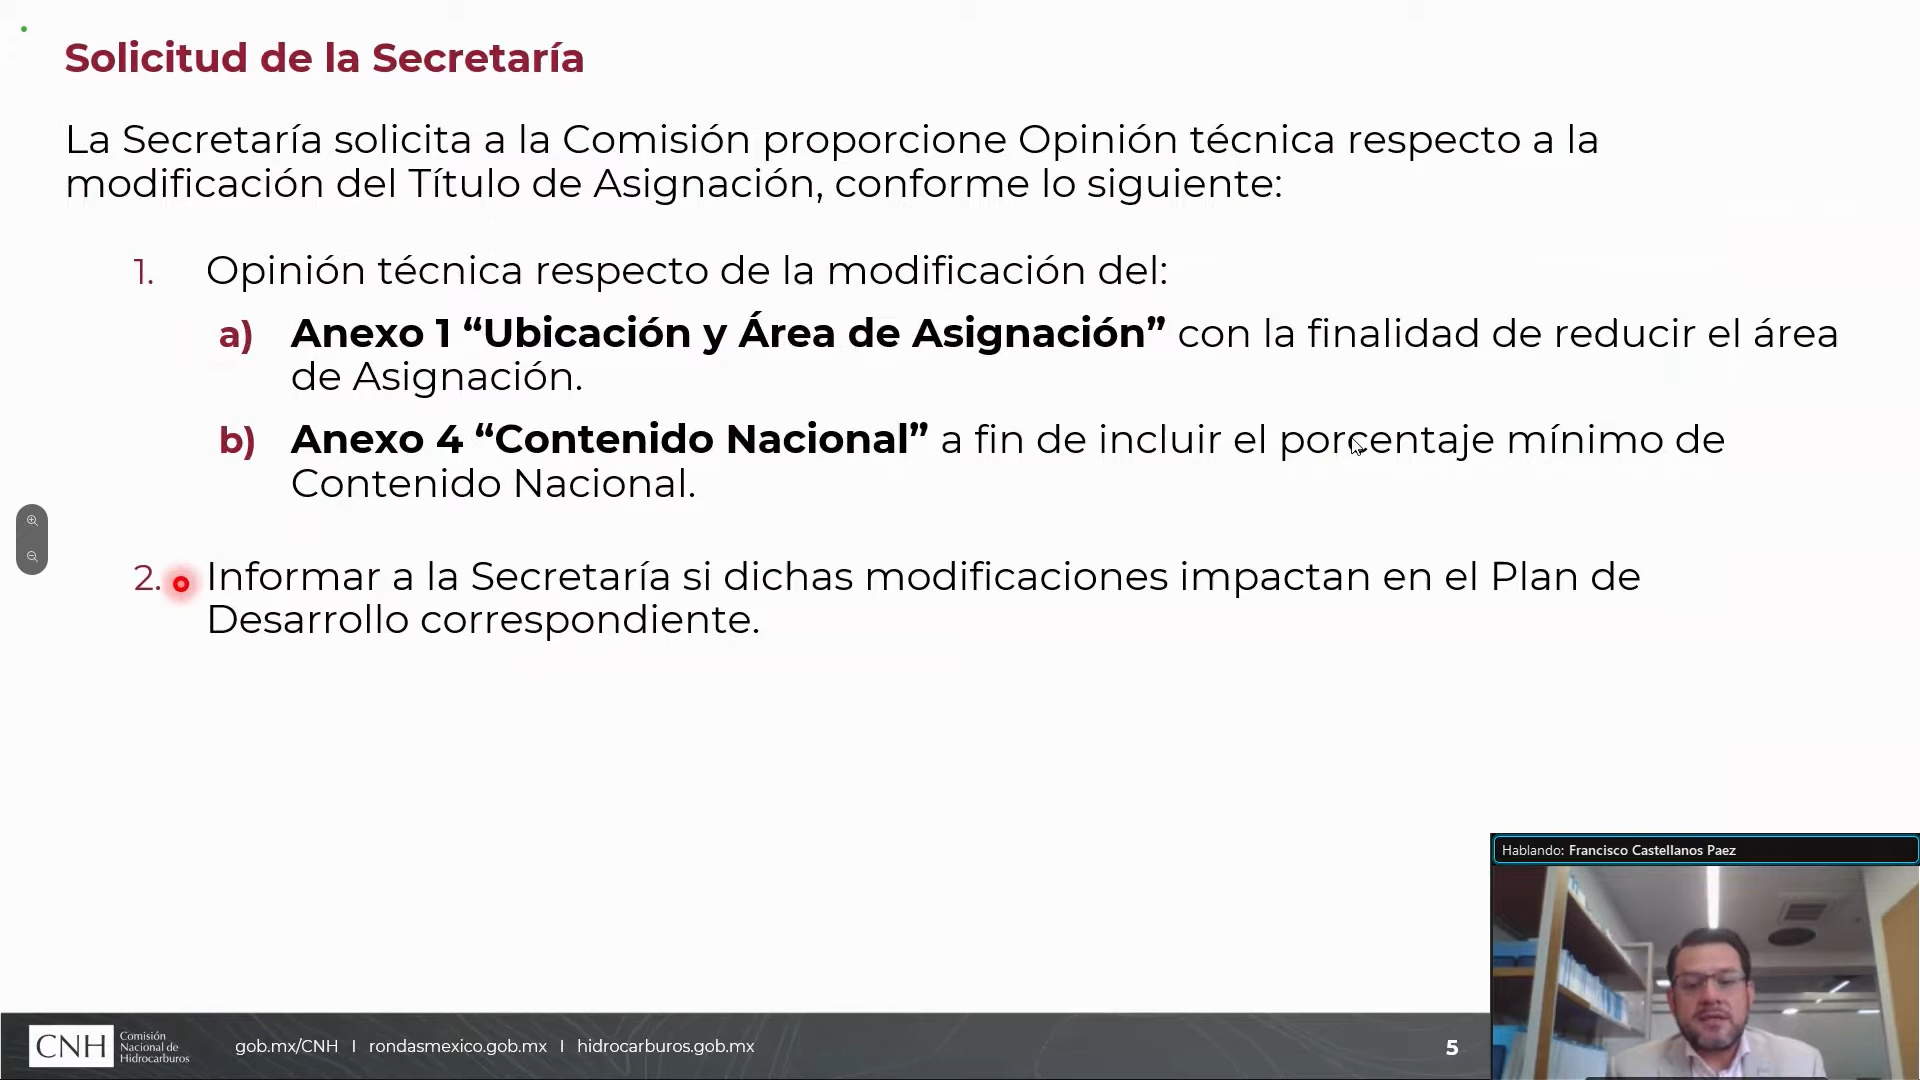 Solicitud de la Secretaría
La Secretaría solicita a la Comisión proporcione Opinión técnica respecto a la
modificación del Título de Asignación, conforme lo siguiente:
1. Opinión técnica respecto de la modificación del:
a) Anexo 1 “Ubicación y Área de Asignación” con la finalidad de reducir el área
de Asignación.
b) Anexo 4 “Contenido Nacional” a fin de incluir el porcentaje mínimo de
Contenido Nacional.
2. Informar a la Secretaría si dichas modificaciones impactan en el Plan de
Desarrollo correspondiente.
Hablando: Francisco Castellanos Paez
CNH Comisión
Nacional de
Hidrocarburos
gob.mx/CNH I rondasmexico.gob.mx I hidrocarburos.gob.mx
5